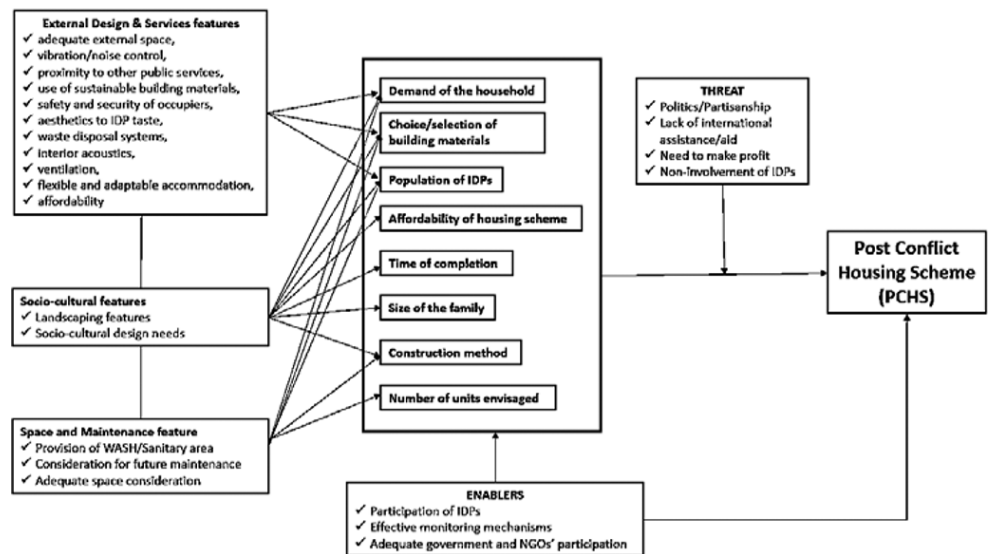 External Design & Services features
✓ adequate external space,
✓ vibration/noise control,
✓ proximity to other public services,
✓ use of sustainable building materials,
✓ safety and security of occupiers,
✓ aesthetics to IDP taste,
✓ waste disposal systems,
✓ interior acoustics,
✓ ventilation,
✓ flexible and adaptable accommodation,
✓ affordability
Socio-cultural features
✓ Landscaping features
✓ Socio-cultural design needs
Space and Maintenance feature
✓ Provision of WASH/Sanitary area
✓ Consideration for future maintenance
✓ Adequate space consideration
Demand of the household
Choice/selection of
building materials
Population of IDPs
Affordability of housing scheme
Time of completion
Size of the family
Construction method
Number of units envisaged
ENABLERS
✓ Participation of IDPs
✓ Effective monitoring mechanisms
✓ Adequate government and NGOs' participation
THREAT
✓ Politics/Partisanship
✓ Lack of international
assistance/aid
✓ Need to make profit
✓ Non-Involvement of IDPs
Post Conflict
Housing Scheme
(PCHS)